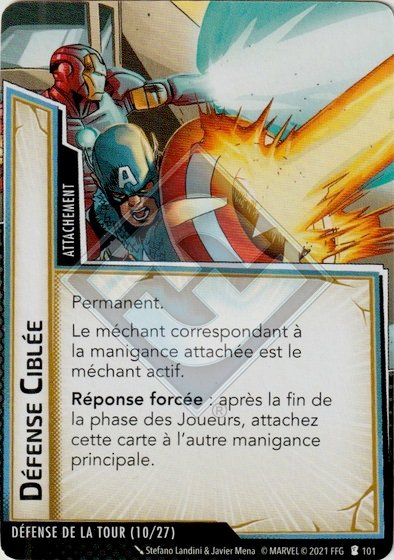 A
ATTACHEMENT
DÉFENSE CIBLÉE
Permanent.
Le méchant correspondant à
la manigance attachée est le
méchant actif.
Réponse forcée : après la fin de
la phase des Joueurs, attachez
cette carte à l'autre manigance
principale.
DÉFENSE DE LA TOUR (10/27)
Stefano Landini & Javier Mena © MARVEL © 2021 FFG 101